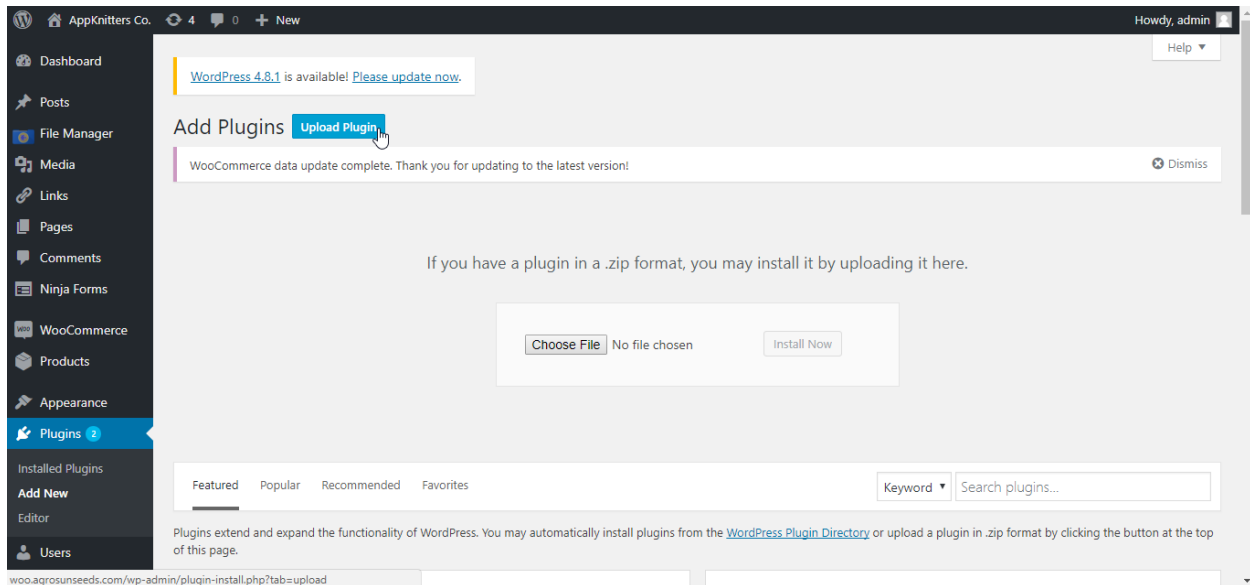 AppKnitters Co. 4 0 + New Howdy, admin
Help ▼
Dashboard
Posts
File Manager
Media
Links
Pages
Comments
Ninja Forms
WOO WooCommerce
Products
Appearance
Plugins 2
Installed Plugins
Add New
Editor
Users
WordPress 4.8.1 is available! Please update now.
Add Plugins Upload Plugin
WooCommerce data update complete. Thank you for updating to the latest version! Dismiss
If you have a plugin in a .zip format, you may install it by uploading it here.
Choose File No file chosen Install Now
Featured Popular Recommended Favorites Keyword ▼ Search plugins...
Plugins extend and expand the functionality of WordPress. You may automatically install plugins from the WordPress Plugin Directory or upload a plugin in .zip format by clicking the button at the top
of this page.
woo.agrosunseeds.com/wp-admin/plugin-install.php?tab=upload